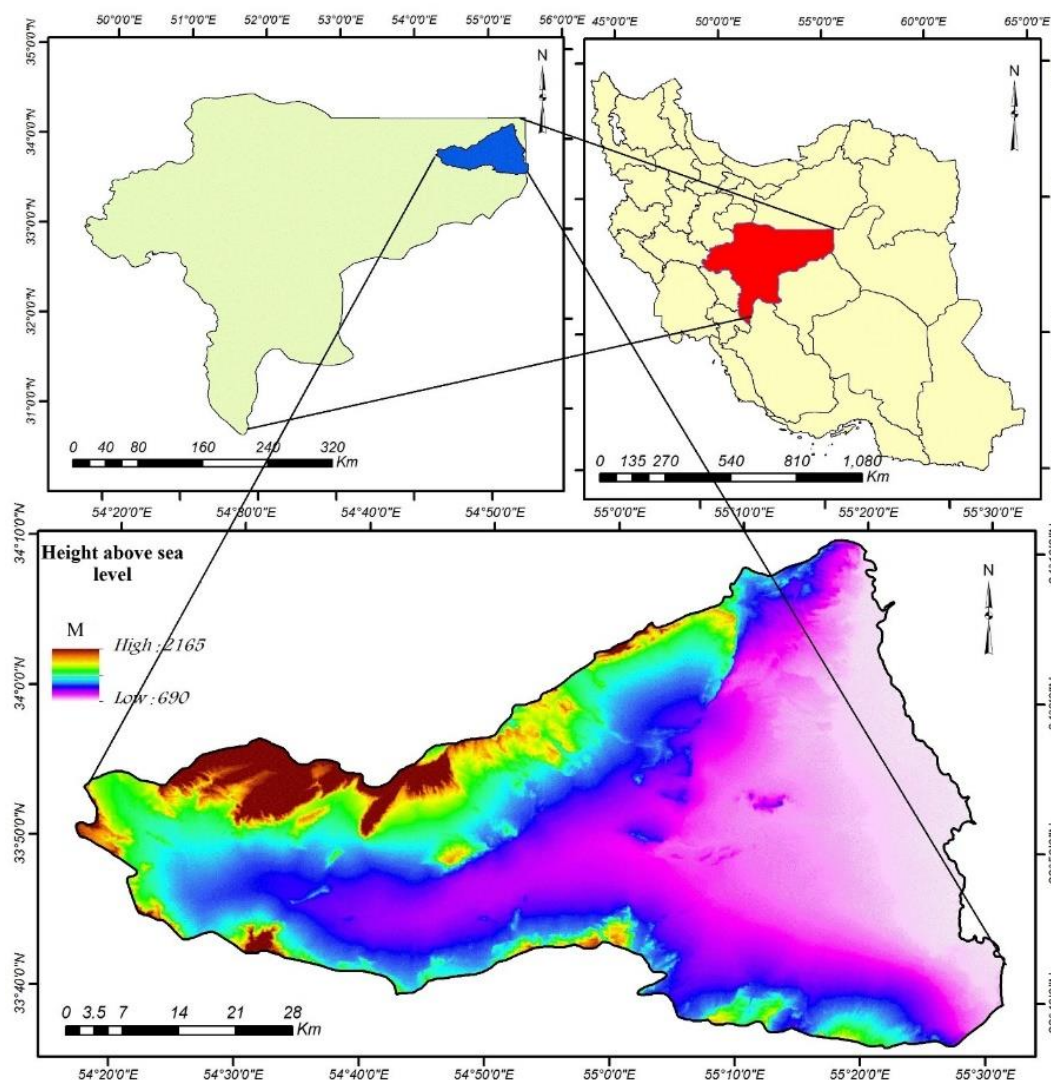 50°0'0"E 51°0'0"E 52°0'0"E 53°0'0"E 54°0'0"E 55°0'0"E 56°0'0"E
35°0'0"N
34°0'0"N
33°0'0"N
32°0'0"N
31°0'0"N
N
0 40 80 160 240 320
Km
45°0'0"E 50°0'0"E 55°0'0"E 60°0'0"E 65°0'0"E
N
0 135 270 540 810 1,080
Km
54°20'0"E 54°30'0"E 54°40'0"E 54°50'0"E 55°0'0"E 55°10'0"E 55°20'0"E 55°30'0"E
34°10'0"N
34°0'0"N
33°50'0"N
33°40'0"N
Height above sea
level
M
High : 2165
Low : 690
N
0 3.5 7 14 21 28
Km
54°20'0"E 54°30'0"E 54°40'0"E 54°50'0"E 55°0'0"E 55°10'0"E 55°20'0"E 55°30'0"E